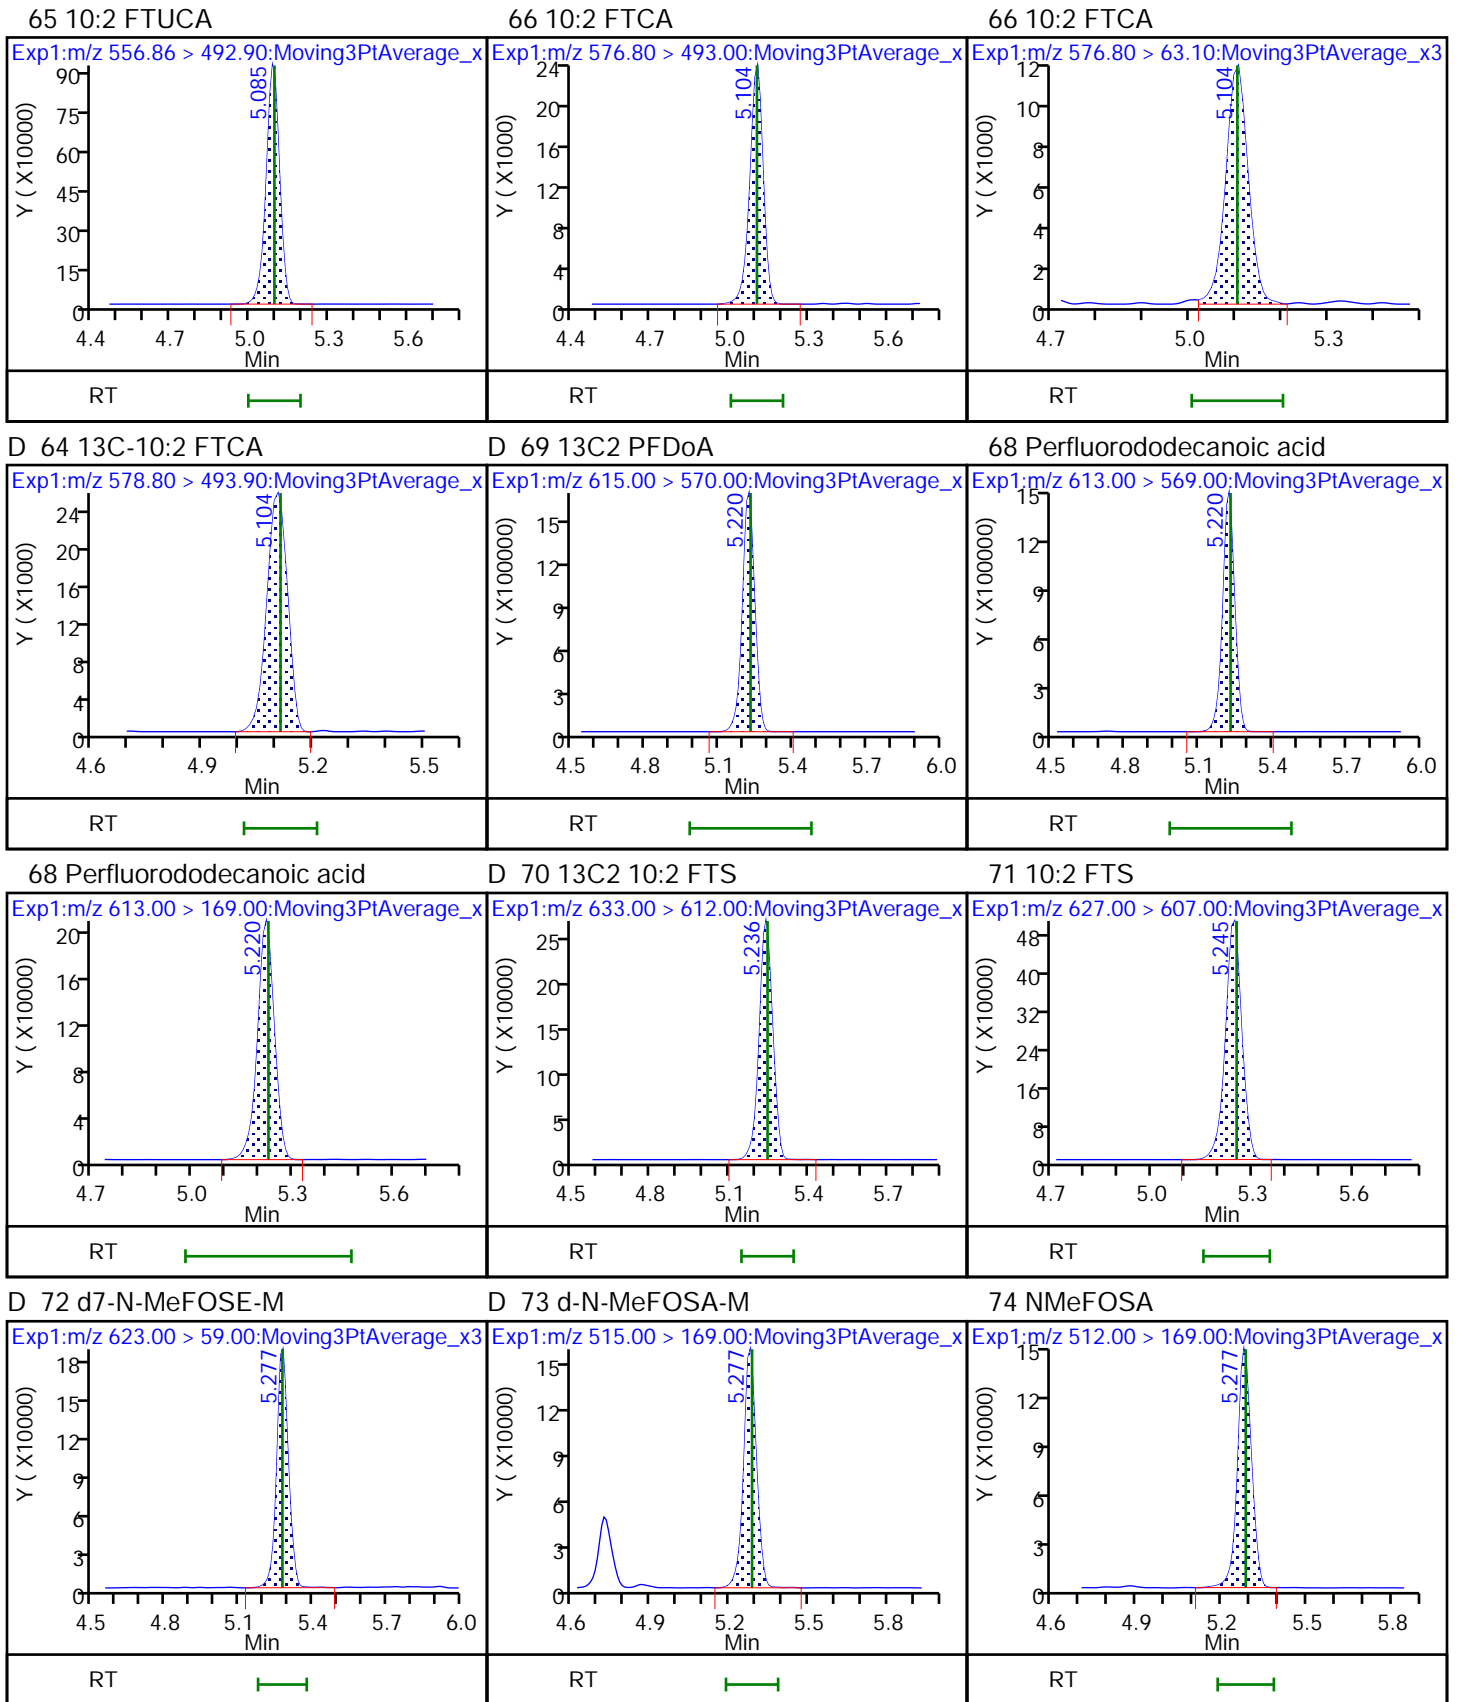 65 10:2 FTUCA
Exp1:m/z 556.86 > 492.90:Moving3PtAverage_x
Y ( X10000)
90
75
60
45
30
15
0
5.085
4.4 4.7 5.0 5.3 5.6
Min
RT
66 10:2 FTCA
Exp1:m/z 576.80 > 493.00:Moving3PtAverage_x
Y ( X1000)
24
20
16
12
8
4
0
5.104
4.4 4.7 5.0 5.3 5.6
Min
RT
66 10:2 FTCA
Exp1:m/z 576.80 > 63.10:Moving3PtAverage_x3
Y ( X1000)
12
10
8
6
4
2
0
5.104
4.7 5.0 5.3
Min
RT
D 64 13C-10:2 FTCA
Exp1:m/z 578.80 > 493.90:Moving3PtAverage_x
Y ( X1000)
24
20
16
12
8
4
0
5.104
4.6 4.9 5.2 5.5
Min
RT
D 69 13C2 PFDoA
Exp1:m/z 615.00 > 570.00:Moving3PtAverage_x
Y ( X100000)
15
12
9
6
3
0
5.220
4.5 4.8 5.1 5.4 5.7 6.0
Min
RT
68 Perfluorododecanoic acid
Exp1:m/z 613.00 > 569.00:Moving3PtAverage_x
Y ( X100000)
15
12
9
6
3
0
5.220
4.5 4.8 5.1 5.4 5.7 6.0
Min
RT
68 Perfluorododecanoic acid
Exp1:m/z 613.00 > 169.00:Moving3PtAverage_x
Y ( X10000)
20
16
12
8
4
0
5.220
4.7 5.0 5.3 5.6
Min
RT
D 70 13C2 10:2 FTS
Exp1:m/z 633.00 > 612.00:Moving3PtAverage_x
Y ( X10000)
25
20
15
10
5
0
5.236
4.5 4.8 5.1 5.4 5.7
Min
RT
71 10:2 FTS
Exp1:m/z 627.00 > 607.00:Moving3PtAverage_x
Y ( X10000)
48
40
32
24
16
8
0
5.245
4.7 5.0 5.3 5.6
Min
RT
D 72 d7-N-MeFOSE-M
Exp1:m/z 623.00 > 59.00:Moving3PtAverage_x3
Y ( X10000)
18
15
12
9
6
3
0
5.277
4.5 4.8 5.1 5.4 5.7 6.0
Min
RT
D 73 d-N-MeFOSA-M
Exp1:m/z 515.00 > 169.00:Moving3PtAverage_x
Y ( X10000)
15
12
9
6
3
0
5.277
4.6 4.9 5.2 5.5 5.8
Min
RT
74 NMeFOSA
Exp1:m/z 512.00 > 169.00:Moving3PtAverage_x
Y ( X10000)
15
12
9
6
3
0
5.277
4.6 4.9 5.2 5.5 5.8
Min
RT